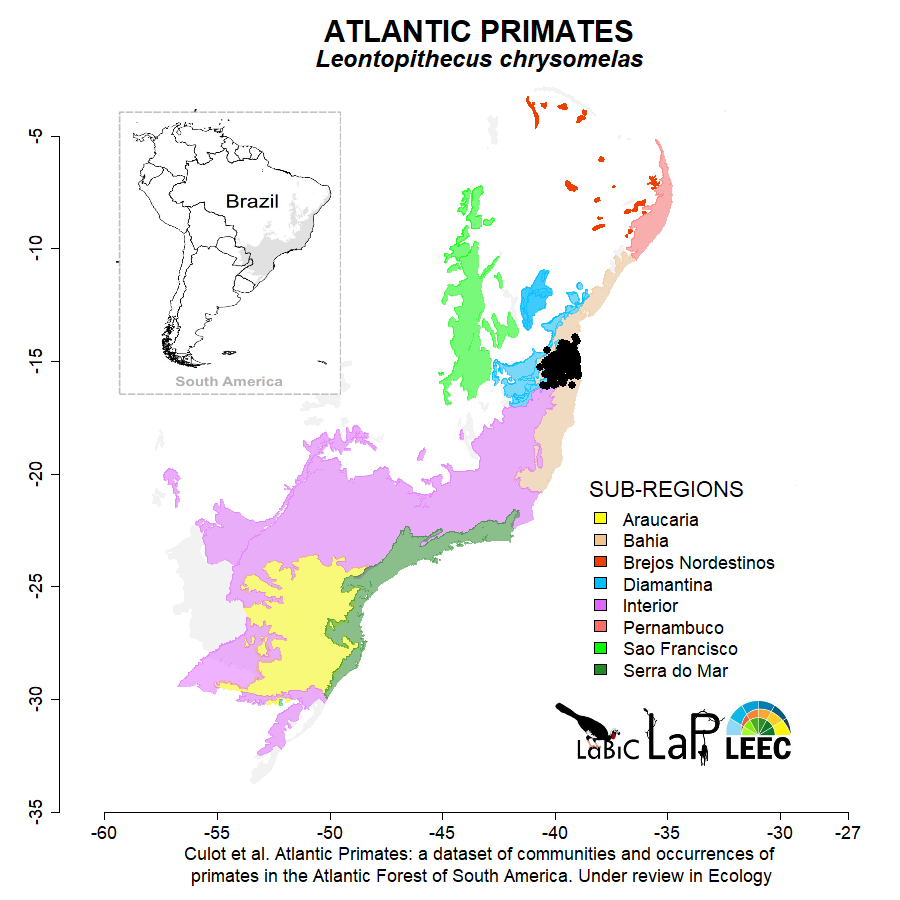 ATLANTIC PRIMATES
Leontopithecus chrysomelas
Brazil
South America
-5
-10
-15
-20
-25
-30
-35
SUB-REGIONS
Araucaria
Bahia
Brejos Nordestinos
Diamantina
Interior
Pernambuco
Sao Francisco
Serra do Mar
LaBiC LaP LEEC
-60 -55 -50 -45 -40 -35 -30 -27
Culot et al. Atlantic Primates: a dataset of communities and occurrences of
primates in the Atlantic Forest of South America. Under review in Ecology